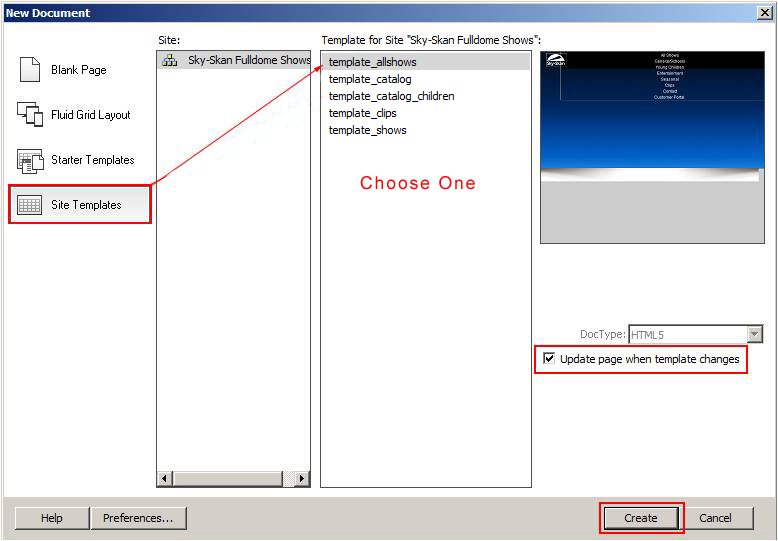 New Document
Site:
Template for Site "Sky-Skan Fulldome Shows":
Blank Page
Fluid Grid Layout
Starter Templates
Site Templates
Sky-Skan Fulldome Shows
template_allshows
template_catalog
template_catalog_children
template_clips
template_shows
Choose One
Sky-Skan
All Shows
General/Schools
Young Children
Entertainment
Seasonal
Clips
Contact
Customer Portal
DocType: HTML5
Update page when template changes
Help
Preferences...
Create
Cancel